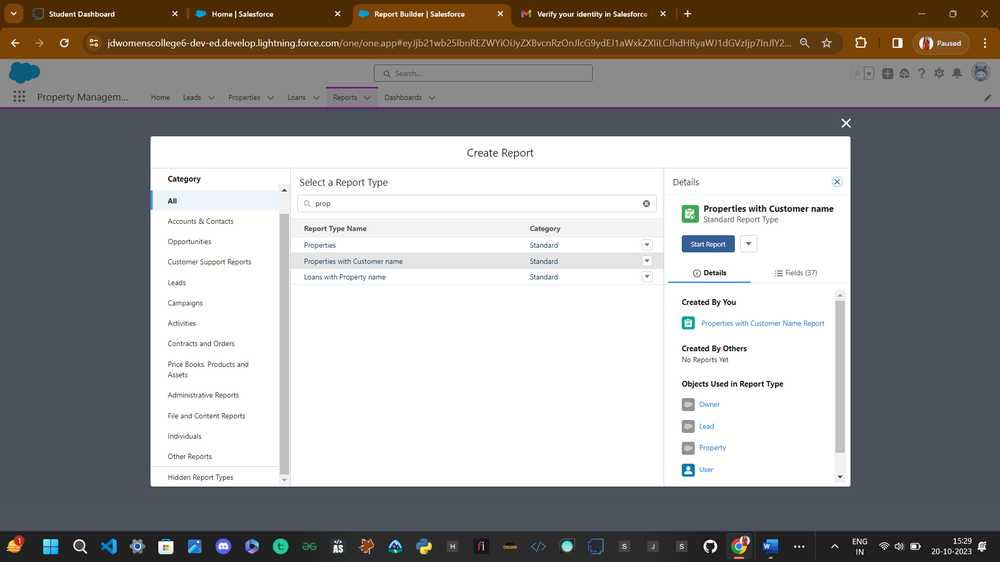 Student Dashboard
Home | Salesforce
Report Builder | Salesforce
Verify your identity in Salesforce
jdwomenscollege6-dev-ed.develop.lightning.force.com/one/one.app#eyJjb21wb25lbnREZWYiOiJyZXBvcnRzOnJlcG9ydEJ1aWxkZXIiLCJhdHRyaWJ1dGVzIjp7InJlY2...
Paused
Search...
Property Managem...
Home
Leads
Properties
Loans
Reports
Dashboards
Create Report
Category
All
Accounts & Contacts
Opportunities
Customer Support Reports
Leads
Campaigns
Activities
Contracts and Orders
Price Books, Products and
Assets
Administrative Reports
File and Content Reports
Individuals
Other Reports
Hidden Report Types
Select a Report Type
prop
Report Type Name Category
Properties Standard
Properties with Customer name Standard
Loans with Property name Standard
Details
Properties with Customer name
Standard Report Type
Start Report
Details
Fields (37)
Created By You
Properties with Customer Name Report
Created By Others
No Reports Yet
Objects Used in Report Type
Owner
Lead
Property
User
1
t:
</>
AS
H
fi
APNA
COLLEGE
</>
S
J
S
W
ENG
IN
15:29
20-10-2023